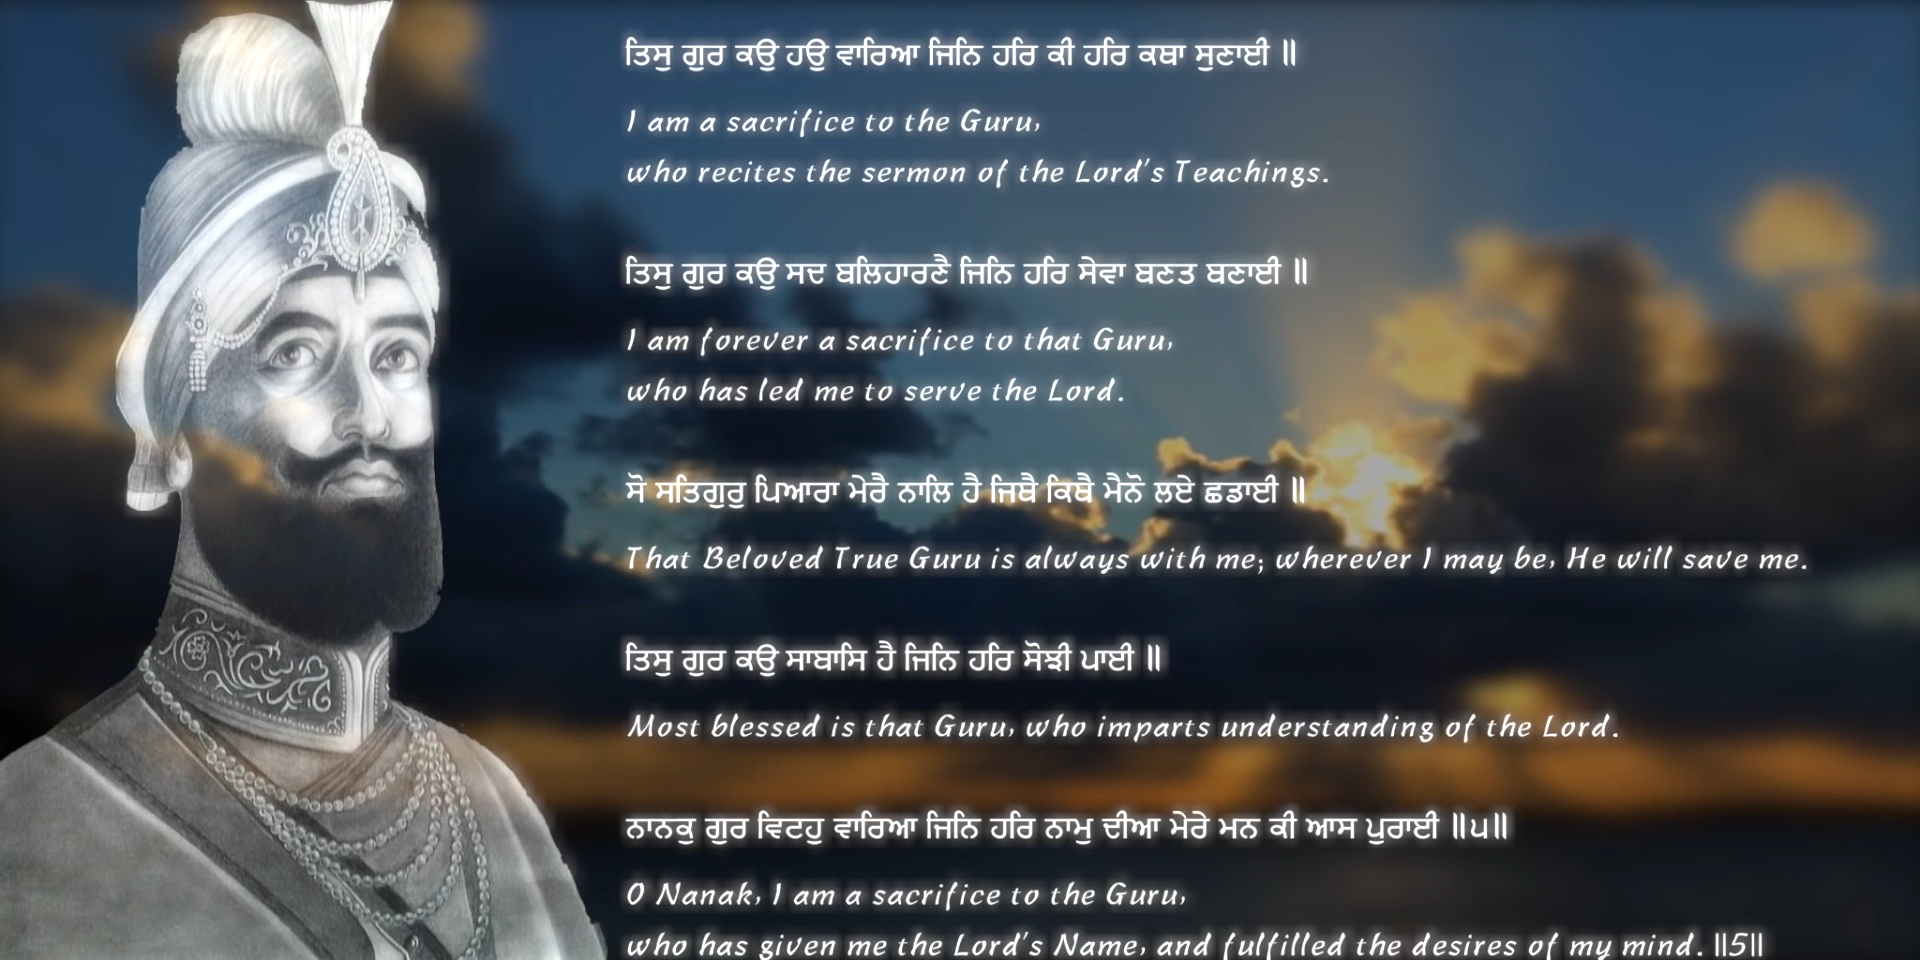 ਤਿਸੁ ਗੁਰ ਕਉ ਹਉ ਵਾਰਿਆ ਜਿਨਿ ਹਰਿ ਕੀ ਹਰਿ ਕਥਾ ਸੁਣਾਈ ॥
I am a sacrifice to the Guru,
who recites the sermon of the Lord's Teachings.
ਤਿਸੁ ਗੁਰ ਕਉ ਸਦ ਬਲਿਹਾਰਣੈ ਜਿਨਿ ਹਰਿ ਸੇਵਾ ਬਣਤ ਬਣਾਈ ॥
I am forever a sacrifice to that Guru,
who has led me to serve the Lord.
ਸੋ ਸਤਿਗੁਰੁ ਪਿਆਰਾ ਮੇਰੈ ਨਾਲਿ ਹੈ ਜਿਥੈ ਕਿਥੈ ਮੈਨੋ ਲਏ ਛਡਾਈ ॥
That Beloved True Guru is always with me; wherever I may be, He will save me.
ਤਿਸੁ ਗੁਰ ਕਉ ਸਾਬਾਸਿ ਹੈ ਜਿਨਿ ਹਰਿ ਸੋਝੀ ਪਾਈ ॥
Most blessed is that Guru, who imparts understanding of the Lord.
ਨਾਨਕੁ ਗੁਰ ਵਿਟਹੁ ਵਾਰਿਆ ਜਿਨਿ ਹਰਿ ਨਾਮੁ ਦੀਆ ਮੇਰੇ ਮਨ ਕੀ ਆਸ ਪੁਰਾਈ ॥੫॥
O Nanak, I am a sacrifice to the Guru,
who has given me the Lord's Name, and fulfilled the desires of my mind. ||5||